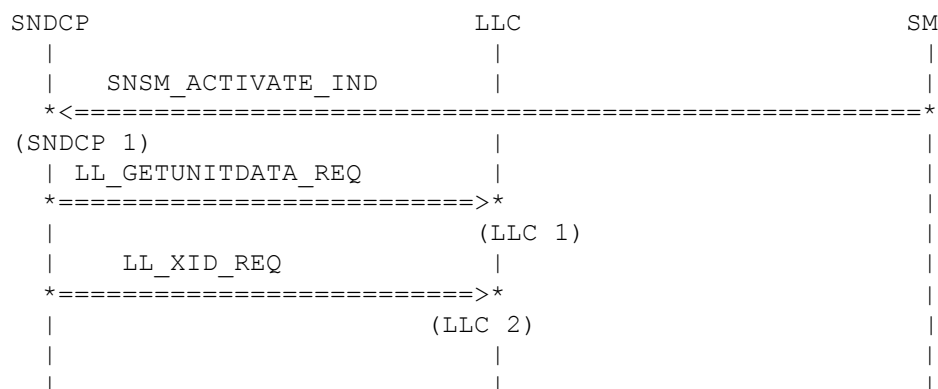 SNDCP LLC SM
SNSM_ACTIVATE_IND
*<====================================================*
(SNDCP 1)
| LL_GETUNITDATA_REQ | |
*==========================>* |
| (LLC 1) |
| LL_XID_REQ | |
*==========================>* |
| (LLC 2) |